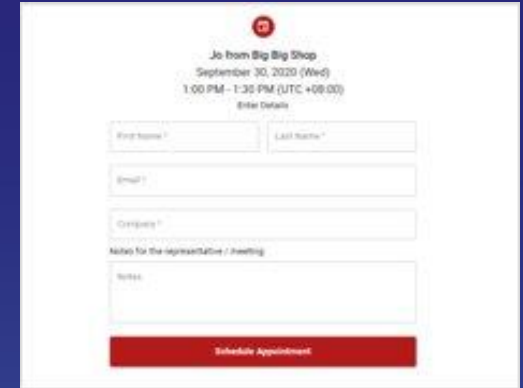 Jo from Big Big Shop
September 30, 2020 (Wed)
1:00 PM - 1:30 PM (UTC +08:00)
Enter Details
First Name * Last Name *
Email *
Company *
Notes for the representative / meeting
Notes
Schedule Appointment